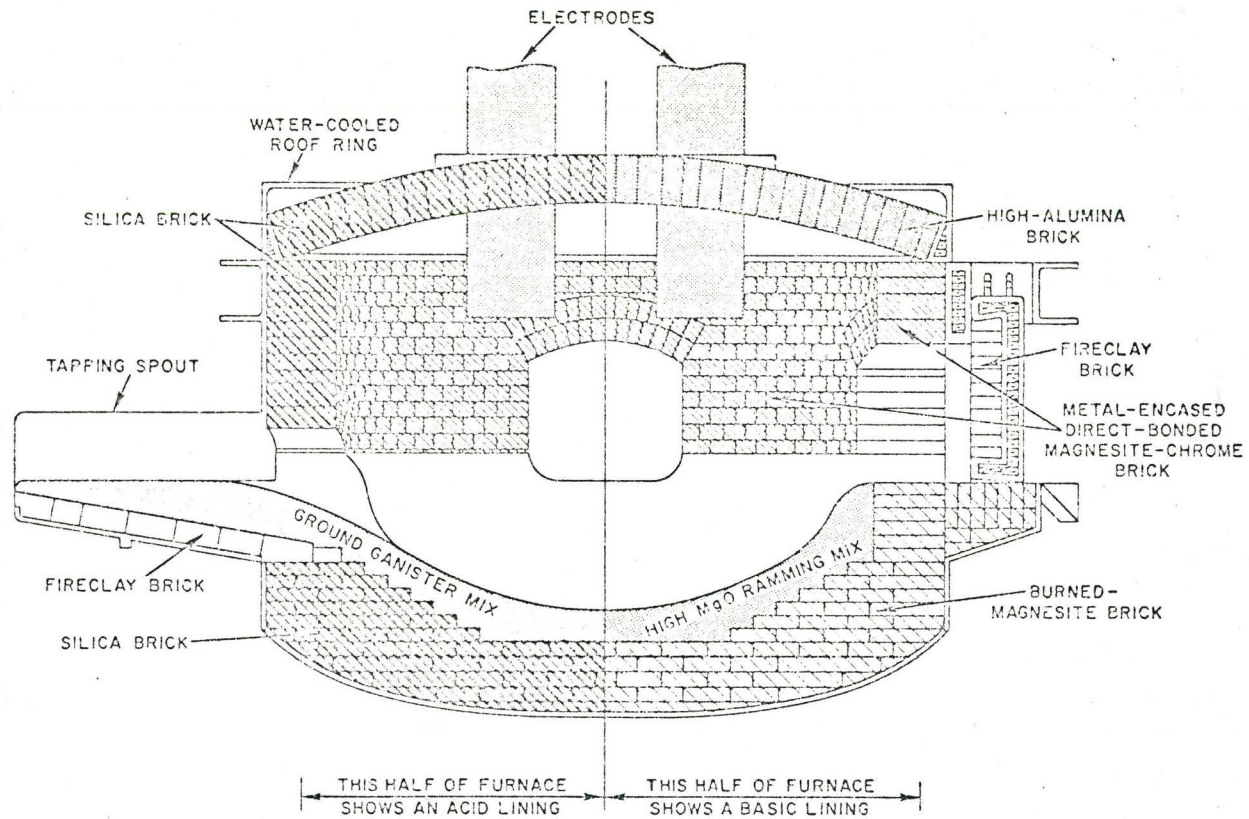 ELECTRODES
WATER-COOLED
ROOF RING
SILICA BRICK
HIGH-ALUMINA
BRICK
TAPPING SPOUT
FIRECLAY
BRICK
METAL-ENCASED
DIRECT-BONDED
MAGNESITE-CHROME
BRICK
GROUND GANISTER MIX
HIGH MgO RAMMING MIX
FIRECLAY BRICK
BURNED-
MAGNESITE BRICK
SILICA BRICK
THIS HALF OF FURNACE
SHOWS AN ACID LINING
THIS HALF OF FURNACE
SHOWS A BASIC LINING